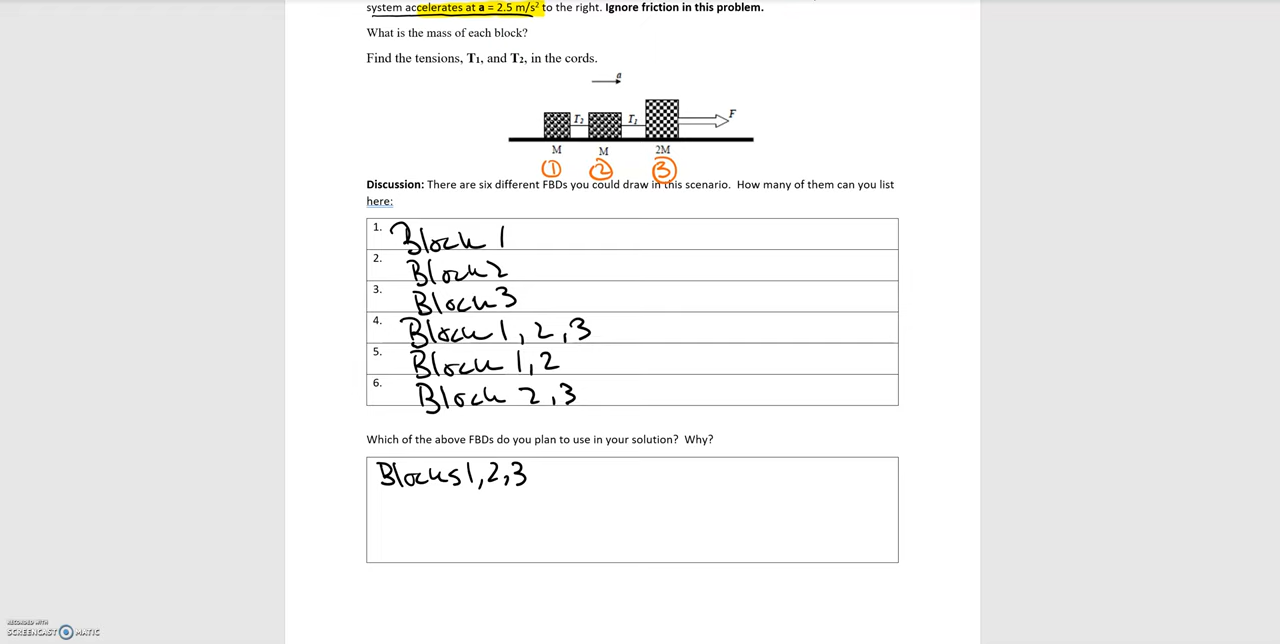 system accelerates at a = 2.5 m/s² to the right. Ignore friction in this problem.
What is the mass of each block?
Find the tensions, T₁, and T₂, in the cords.
a
T₂ T₁ F
M M 2M
① ② ③
Discussion: There are six different FBDs you could draw in this scenario. How many of them can you list
here:
1. Block 1
2. Block 2
3. Block 3
4. Block 1, 2, 3
5. Block 1, 2
6. Block 2, 3
Which of the above FBDs do you plan to use in your solution? Why?
Blocks 1, 2, 3
RECORDED WITH
SCREENCAST MATIC